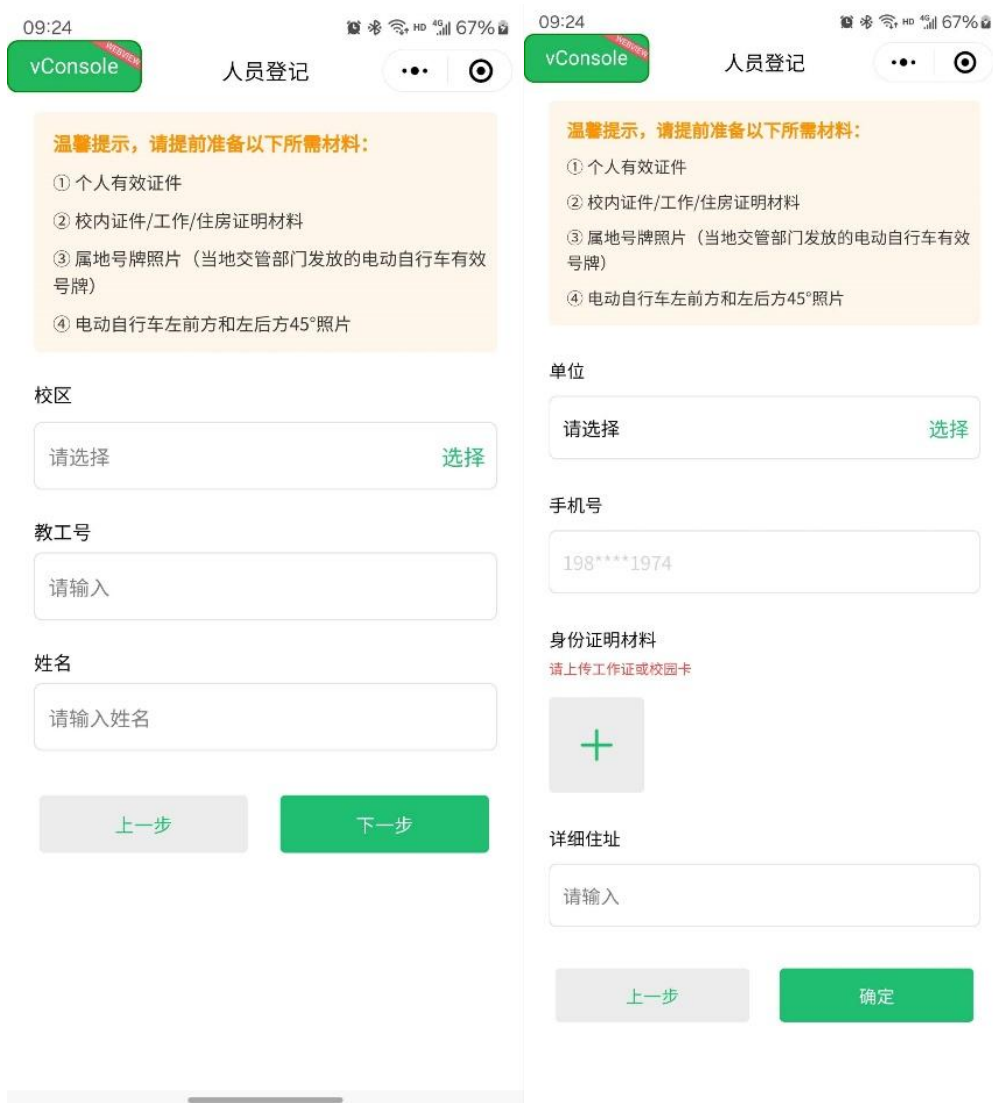 09:24
HD 4G 67%
vConsole
WEBVIEW
人员登记
温馨提示，请提前准备以下所需材料：
① 个人有效证件
② 校内证件/工作/住房证明材料
③ 属地号牌照片（当地交管部门发放的电动自行车有效
号牌）
④ 电动自行车左前方和左后方45°照片
校区
请选择
选择
教工号
请输入
姓名
请输入姓名
上一步
下一步
09:24
HD 4G 67%
vConsole
WEBVIEW
人员登记
温馨提示，请提前准备以下所需材料：
① 个人有效证件
② 校内证件/工作/住房证明材料
③ 属地号牌照片（当地交管部门发放的电动自行车有效
号牌）
④ 电动自行车左前方和左后方45°照片
单位
请选择
选择
手机号
198****1974
身份证明材料
请上传工作证或校园卡
详细住址
请输入
上一步
确定